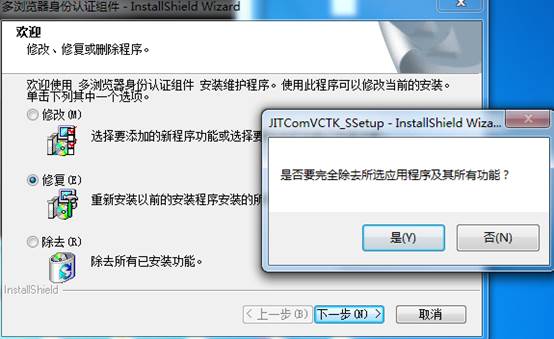 多浏览器身份认证组件 - InstallShield Wizard
欢迎
修改、修复或删除程序。
欢迎使用 多浏览器身份认证组件 安装维护程序。使用此程序可以修改当前的安装。
单击下列其中一个选项。
修改(M)
选择要添加的新程序功能或选择要
修复(E)
重新安装以前的安装程序安装的所
除去(R)
除去所有已安装功能。
InstallShield
< 上一步(B)
下一步(N) >
取消
JITComVCTK_SSetup - InstallShield Wiza...
是否要完全除去所选应用程序及其所有功能？
是(Y)
否(N)